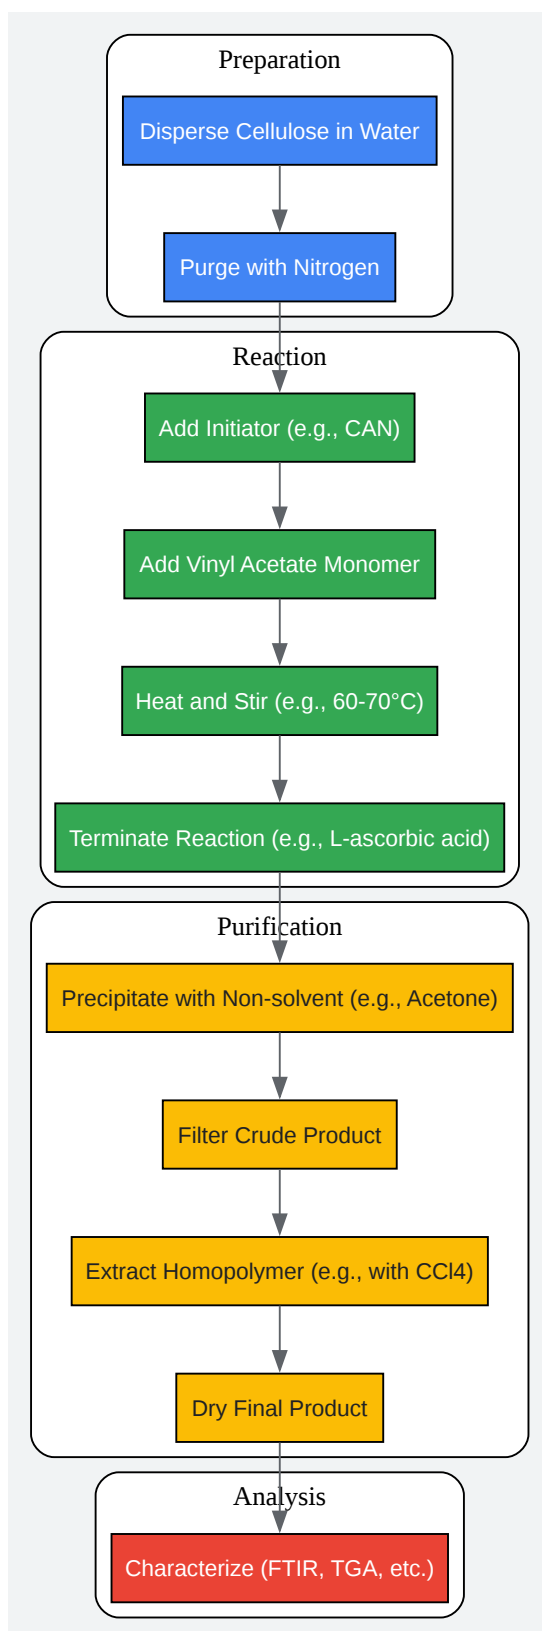 Preparation
Disperse Cellulose in Water
Purge with Nitrogen
Reaction
Add Initiator (e.g., CAN)
Add Vinyl Acetate Monomer
Heat and Stir (e.g., 60-70°C)
Terminate Reaction (e.g., L-ascorbic acid)
Purification
Precipitate with Non-solvent (e.g., Acetone)
Filter Crude Product
Extract Homopolymer (e.g., with CCl4)
Dry Final Product
Analysis
Characterize (FTIR, TGA, etc.)